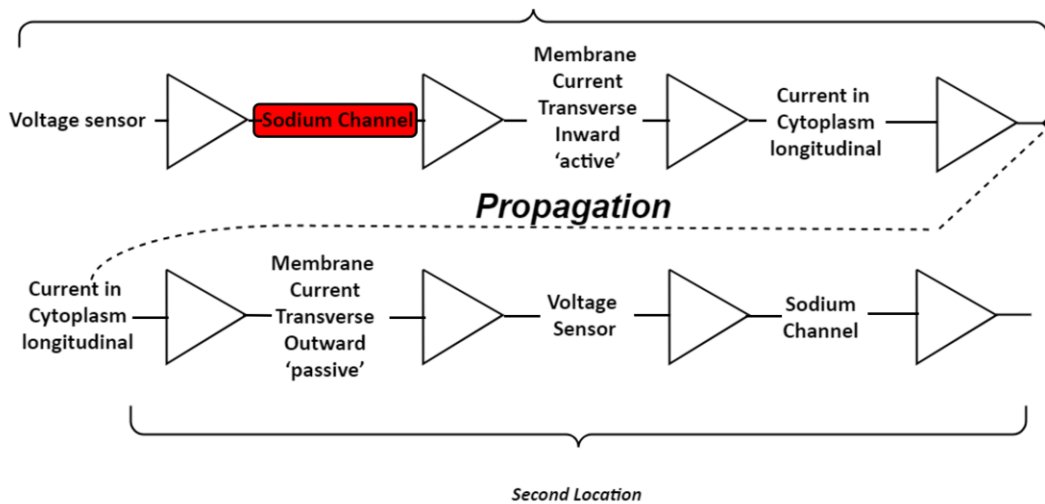 Voltage sensor
Sodium Channel
Membrane
Current
Transverse
Inward
‘active’
Current in
Cytoplasm
longitudinal
Propagation
Current in
Cytoplasm
longitudinal
Membrane
Current
Transverse
Outward
‘passive’
Voltage
Sensor
Sodium
Channel
Second Location